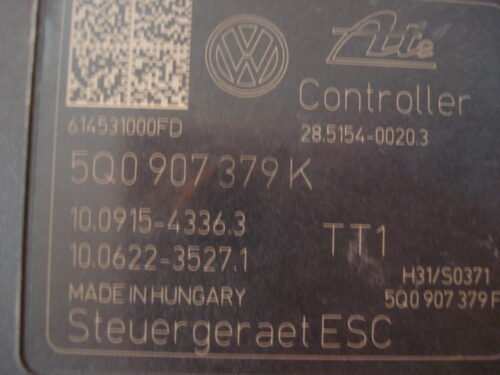 Ate
Controller
614531000FD
28.5154-0020.3
5Q0 907 379 K
10.0915-4336.3
10.0622-3527.1
TT1
H31/S0371
MADE IN HUNGARY
5Q0 907 379 F
Steuergeraet ESC